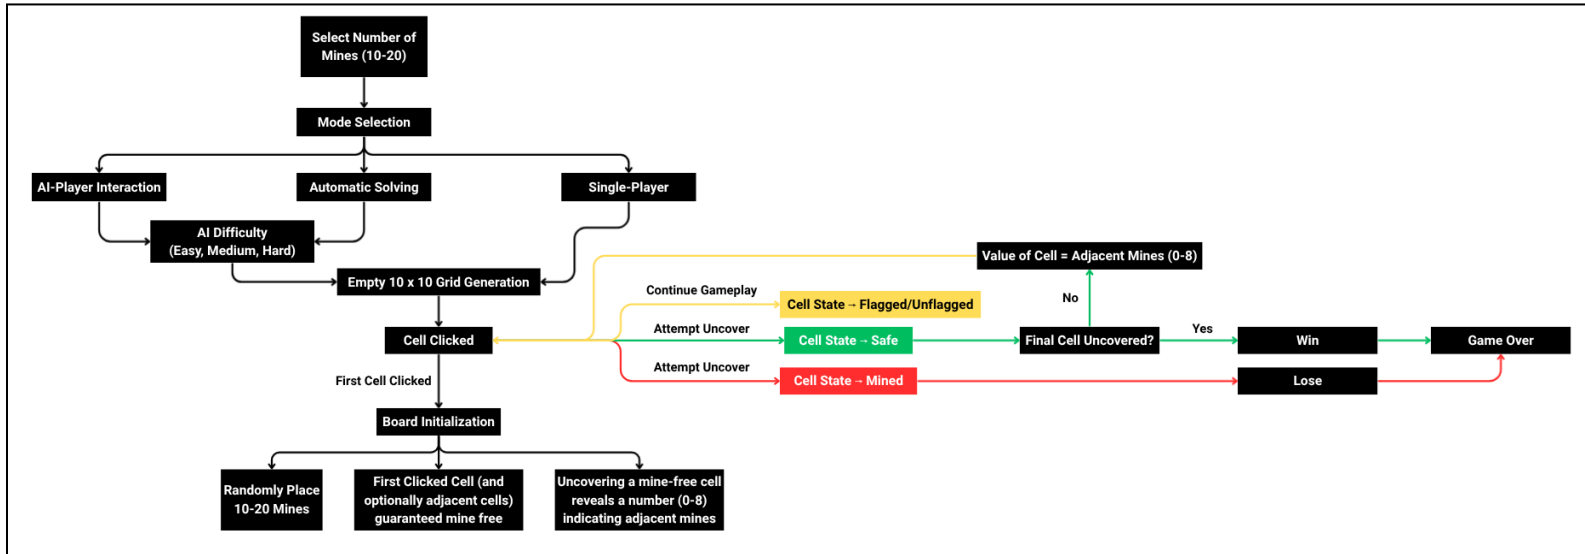 Select Number of
Mines (10-20)
Mode Selection
AI-Player Interaction
Automatic Solving
Single-Player
AI Difficulty
(Easy, Medium, Hard)
Empty 10 x 10 Grid Generation
Value of Cell = Adjacent Mines (0-8)
Continue Gameplay
Cell State → Flagged/Unflagged
No
Cell Clicked
Attempt Uncover
Cell State → Safe
Final Cell Uncovered?
Yes
Win
Game Over
Attempt Uncover
Cell State → Mined
Lose
First Cell Clicked
Board Initialization
Randomly Place
10-20 Mines
First Clicked Cell (and
optionally adjacent cells)
guaranteed mine free
Uncovering a mine-free cell
reveals a number (0-8)
indicating adjacent mines